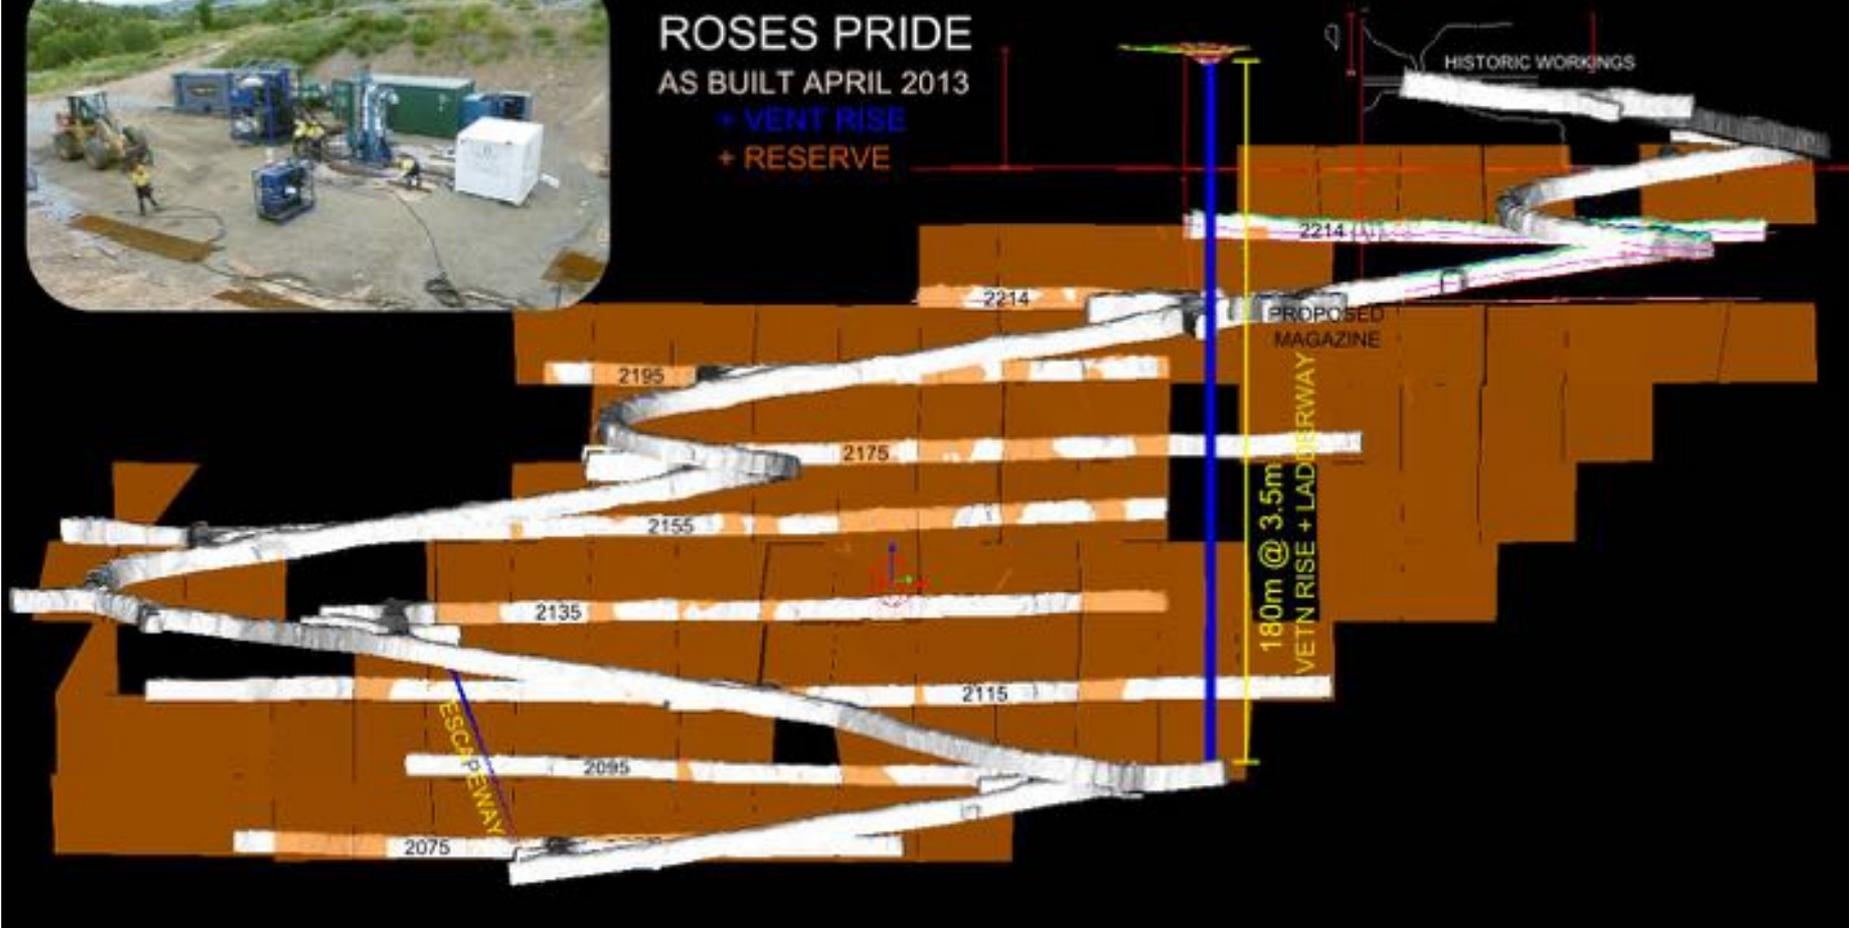 ROSES PRIDE
AS BUILT APRIL 2013
+ VENT RISE
+ RESERVE
HISTORIC WORKINGS
2214
2214
PROPOSED
MAGAZINE
2195
2175
2155
180m @ 3.5m
VETN RISE + LADDERWAY
2135
2115
ESCAPEWAY
2095
2075